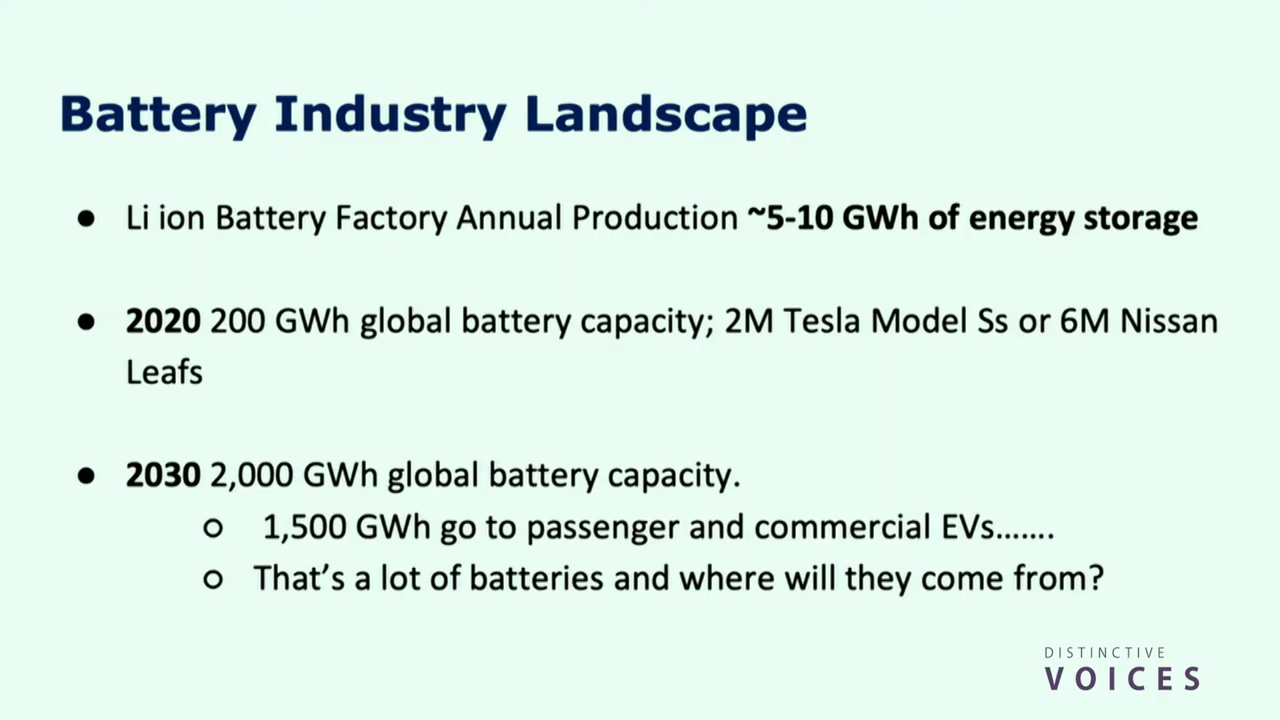 Battery Industry Landscape
● Li ion Battery Factory Annual Production ~5-10 GWh of energy storage
● 2020 200 GWh global battery capacity; 2M Tesla Model Ss or 6M Nissan
Leafs
● 2030 2,000 GWh global battery capacity.
○ 1,500 GWh go to passenger and commercial EVs.......
○ That's a lot of batteries and where will they come from?
DISTINCTIVE
VOICES